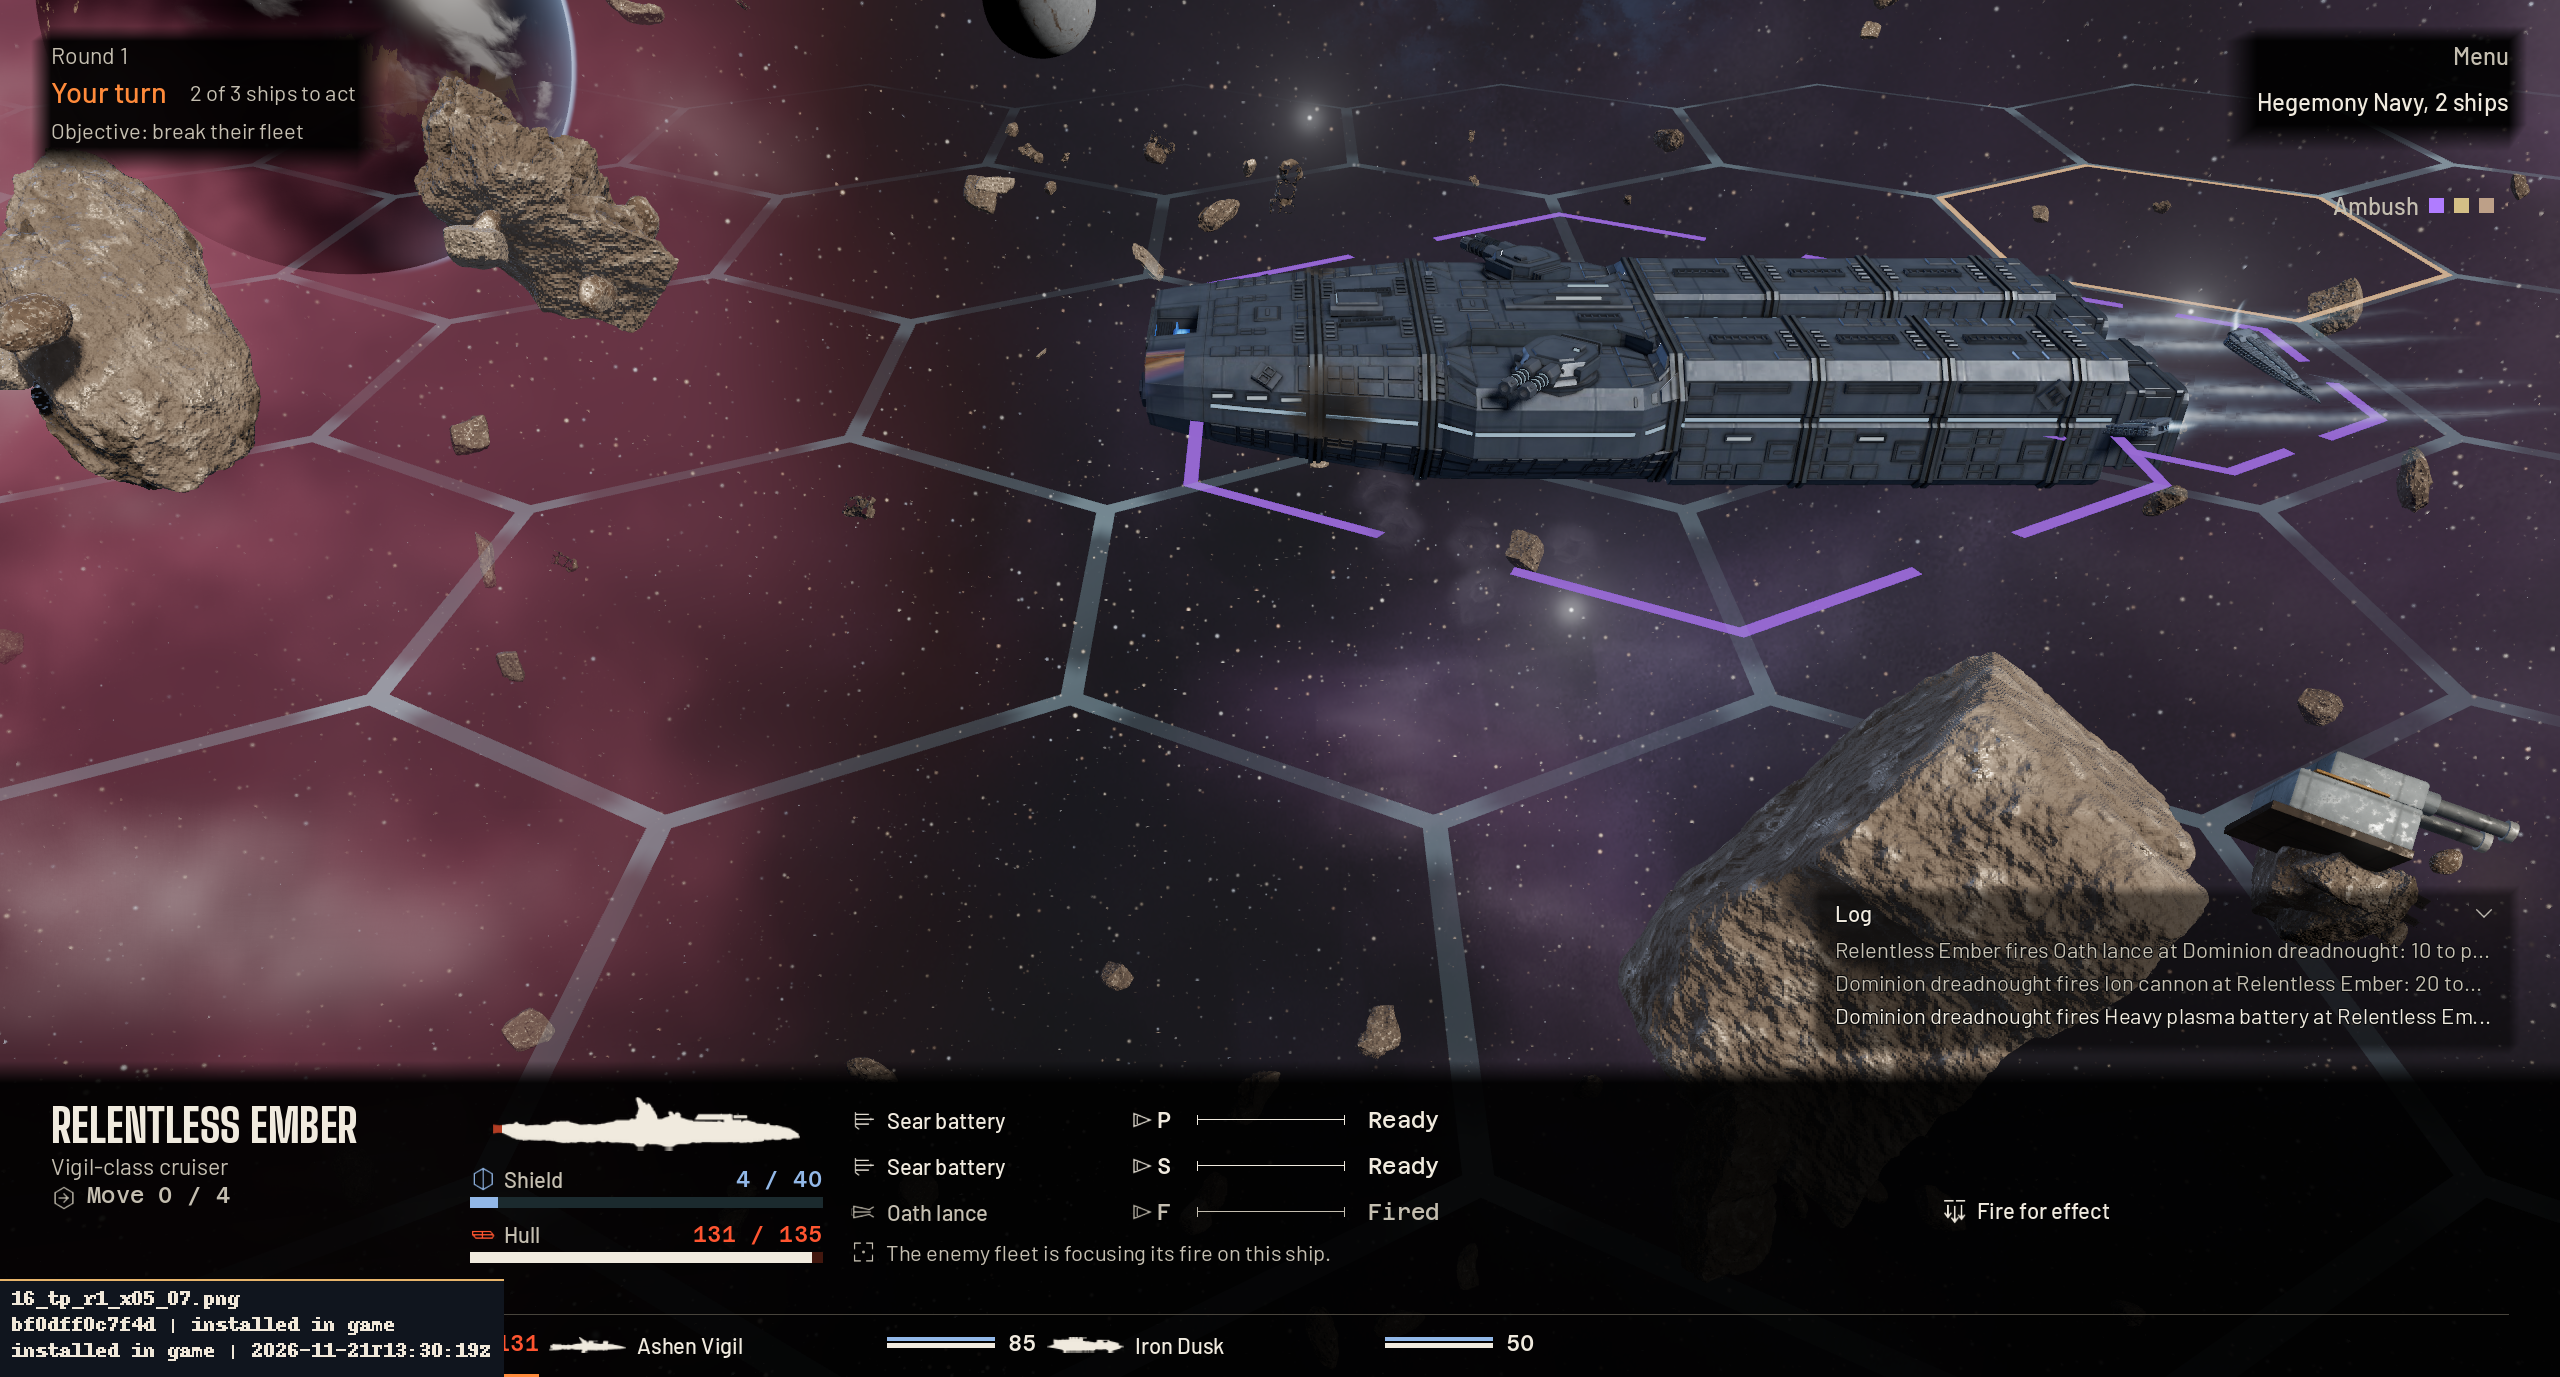 Round 1
Your turn 2 of 3 ships to act
Objective: break their fleet
Menu
Hegemony Navy, 2 ships
Ambush
Log
Relentless Ember fires Oath lance at Dominion dreadnought: 10 to p...
Dominion dreadnought fires Ion cannon at Relentless Ember: 20 to...
Dominion dreadnought fires Heavy plasma battery at Relentless Em...
RELENTLESS EMBER
Vigil-class cruiser
Move 0 / 4
Shield 4 / 40
Hull 131 / 135
Sear battery P Ready
Sear battery S Ready
Oath lance F Fired
The enemy fleet is focusing its fire on this ship.
Fire for effect
16_tp_r1_x05_07.png
bf0dff0c7f4d | installed in game
installed in game | 2026-11-21T13:30:19Z
131 Ashen Vigil 85 Iron Dusk 50